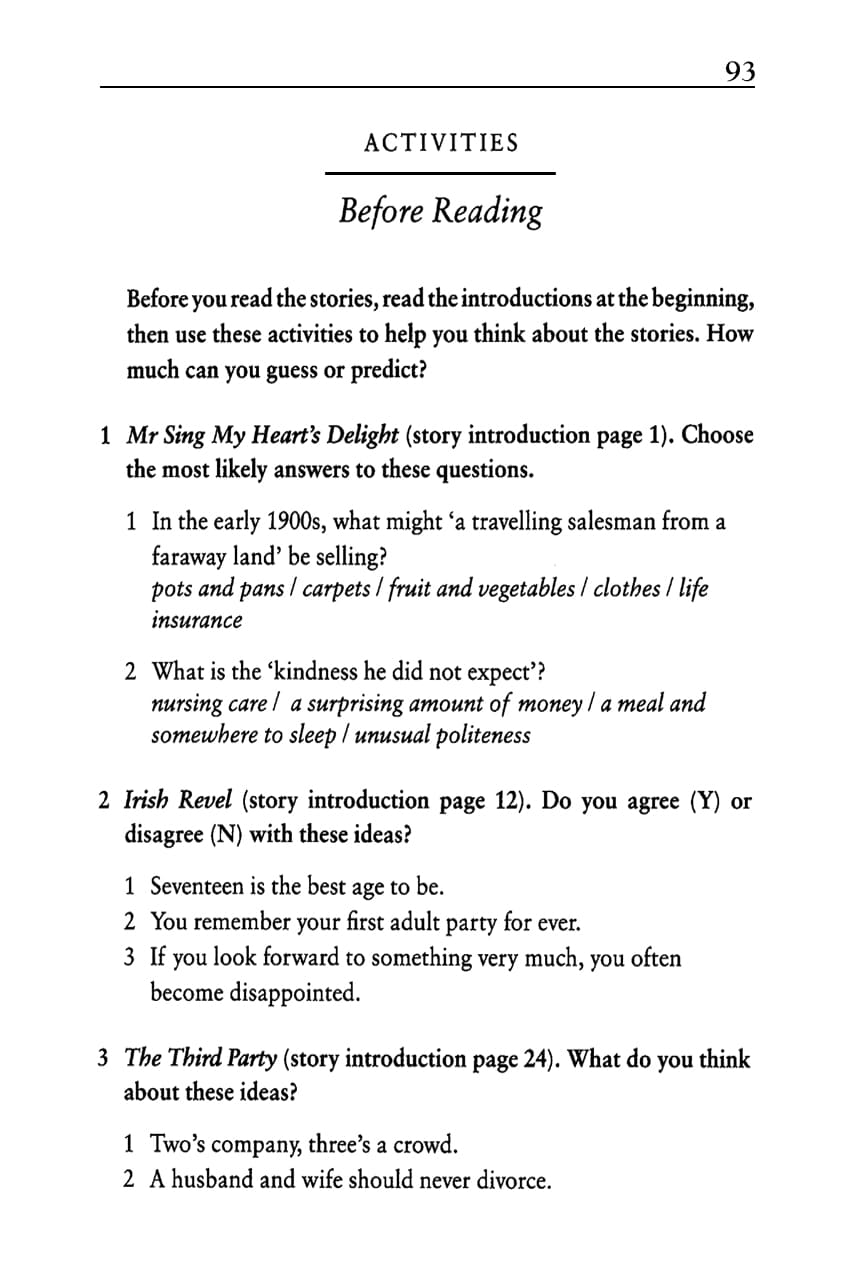 93
ACTIVITIES
Before Reading
Before you read the stories, read the introductions at the beginning,
then use these activities to help you think about the stories. How
much can you guess or predict?
1 Mr Sing My Heart's Delight (story introduction page 1). Choose
the most likely answers to these questions.
1 In the early 1900s, what might ‘a travelling salesman from a
faraway land’ be selling?
pots and pans / carpets / fruit and vegetables / clothes / life
insurance
2 What is the ‘kindness he did not expect’?
nursing care / a surprising amount of money / a meal and
somewhere to sleep / unusual politeness
2 Irish Revel (story introduction page 12). Do you agree (Y) or
disagree (N) with these ideas?
1 Seventeen is the best age to be.
2 You remember your first adult party for ever.
3 If you look forward to something very much, you often
become disappointed.
3 The Third Party (story introduction page 24). What do you think
about these ideas?
1 Two’s company, three’s a crowd.
2 A husband and wife should never divorce.